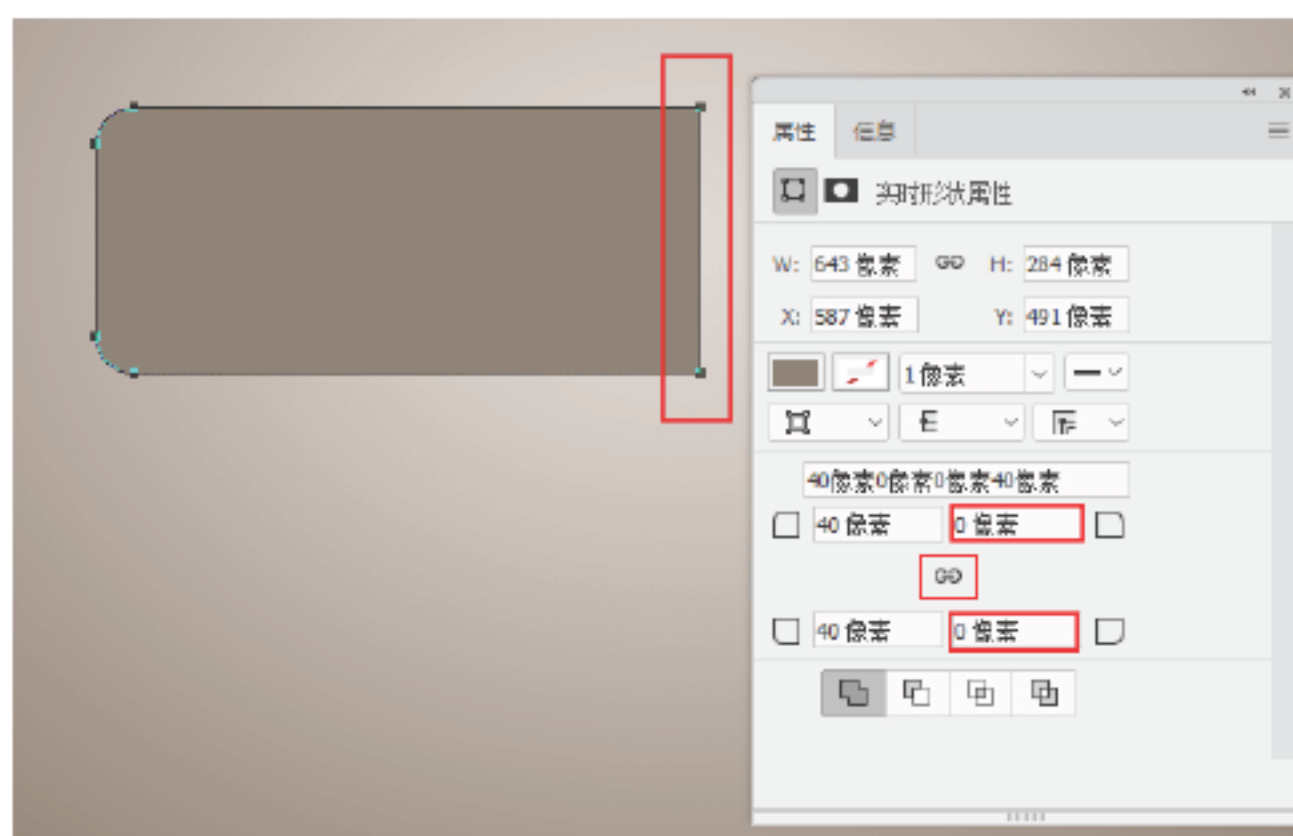 属性 信息
实时形状属性
W: 643 像素 H: 284 像素
X: 587 像素 Y: 491 像素
1 像素
40像素0像素0像素40像素
40 像素 0 像素
40 像素 0 像素